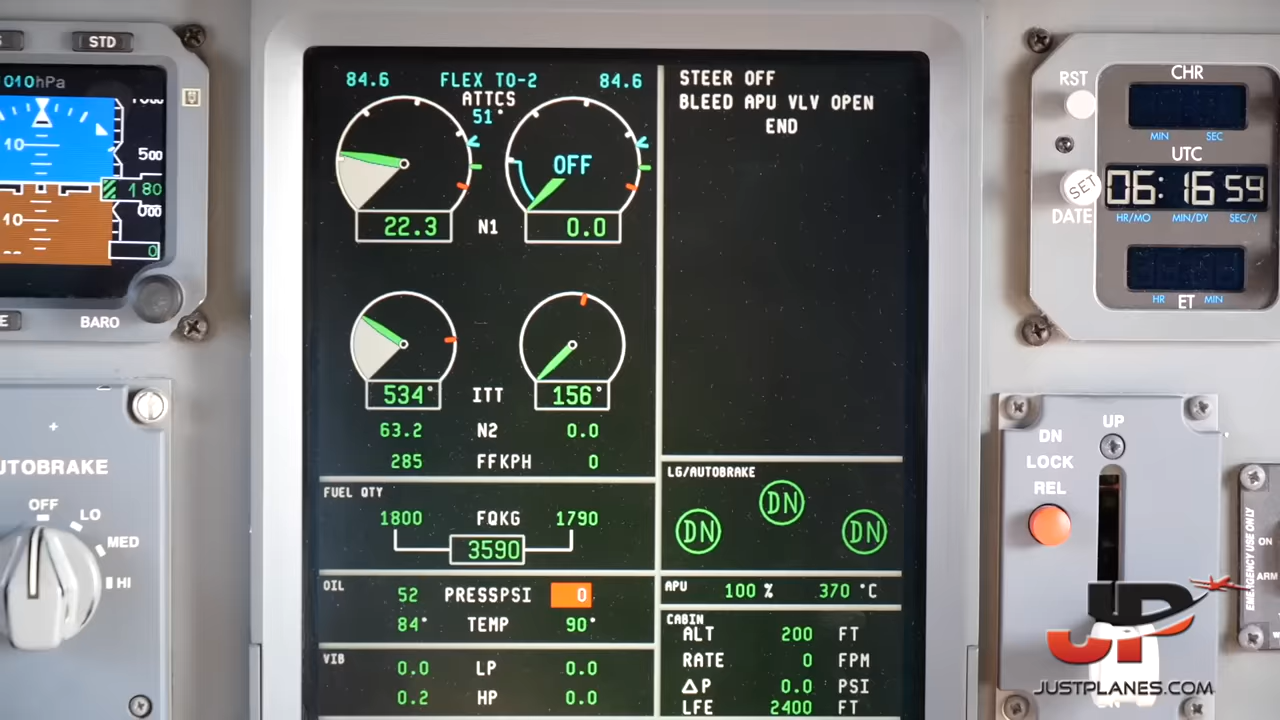 STD
1010hPa
10
500
180
000
10
0
BARO
AUTOBRAKE
OFF
LO
MED
HI
84.6 FLEX TO-2 84.6
ATTCS
51°
OFF
22.3 N1 0.0
534° ITT 156°
63.2 N2 0.0
285 FFKPH 0
FUEL QTY
1800 FQKG 1790
3590
OIL
52 PRESSPSI 0
84° TEMP 90°
VIB
0.0 LP 0.0
0.2 HP 0.0
STEER OFF
BLEED APU VLV OPEN
END
LG/AUTOBRAKE
DN
DN DN
APU 100 % 370 °C
CABIN
ALT 200 FT
RATE 0 FPM
ΔP 0.0 PSI
LFE 2400 FT
CHR
RST
MIN SEC
UTC
SET
06:16 59
DATE
HR/MO MIN/DY SEC/Y
HR ET MIN
UP
DN
LOCK
REL
EMERGENCY USE ONLY
ON
ARM
JP
JUSTPLANES.COM